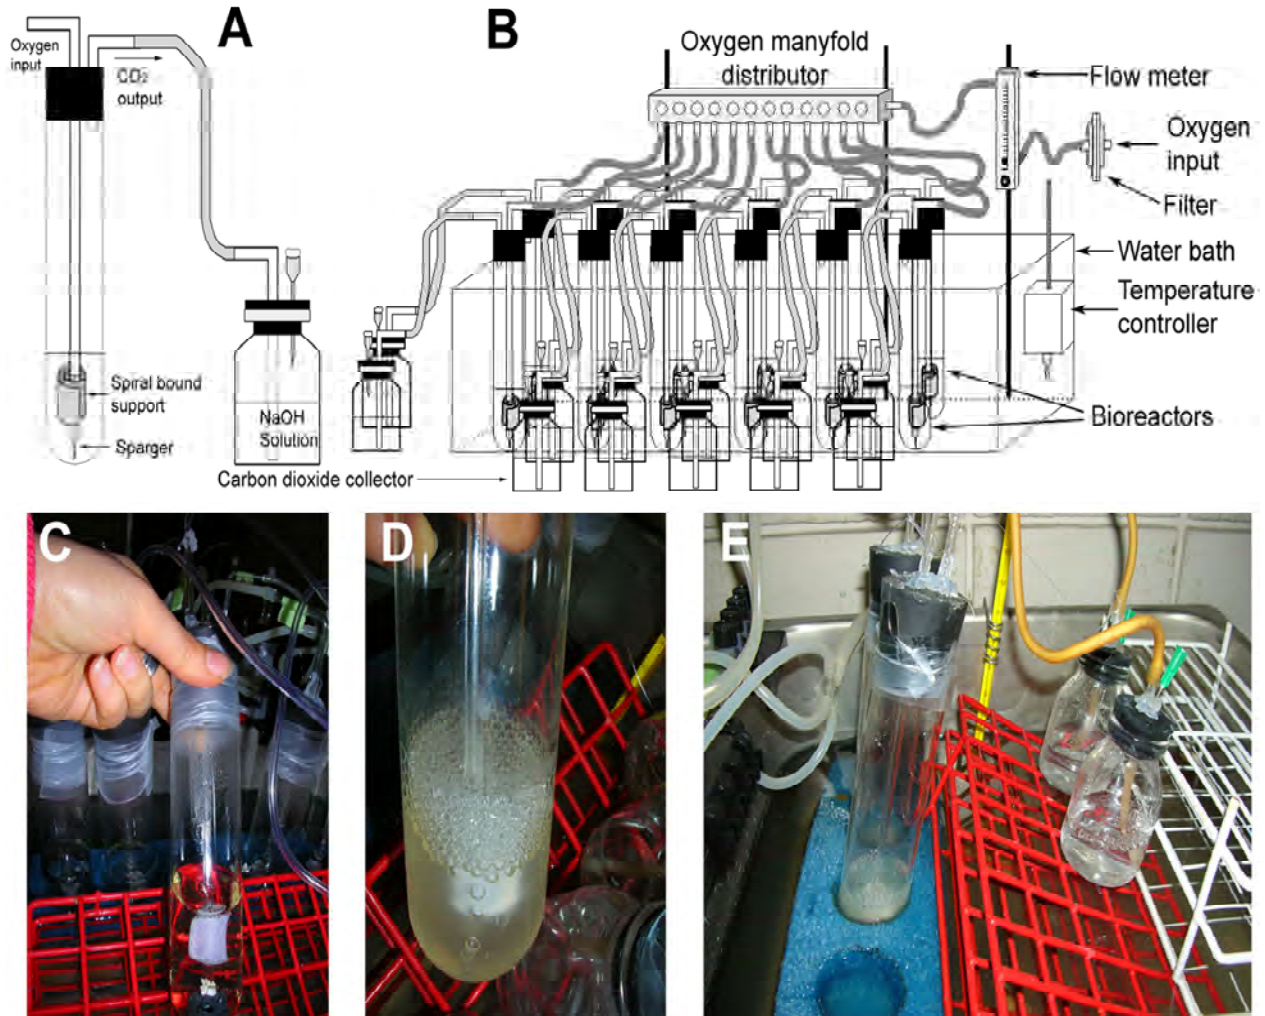 A
Oxygen
input
CO₂
output
Spiral bound
support
Sparger
NaOH
Solution
Carbon dioxide collector
B
Oxygen manyfold
distributor
Flow meter
Oxygen
input
Filter
Water bath
Temperature
controller
Bioreactors
C
D
E